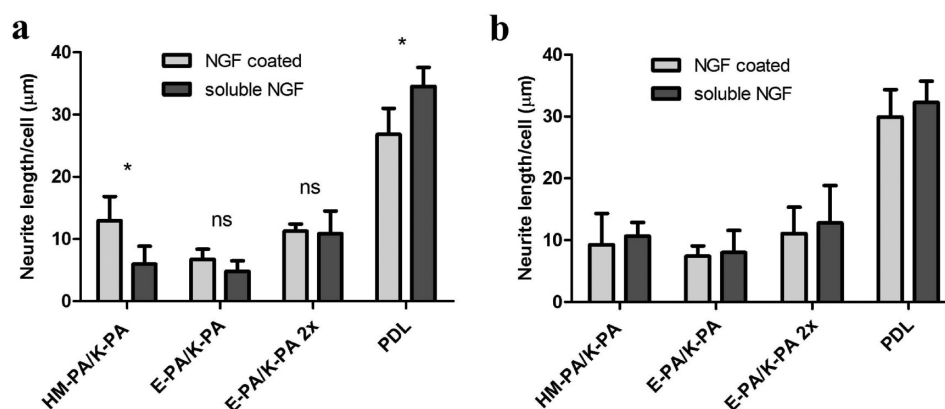 a
Neurite length/cell (μm)
40
30
20
10
0
NGF coated
soluble NGF
*
ns
ns
*
HM-PA/K-PA
E-PA/K-PA
E-PA/K-PA 2x
PDL
b
Neurite length/cell (μm)
40
30
20
10
0
NGF coated
soluble NGF
HM-PA/K-PA
E-PA/K-PA
E-PA/K-PA 2x
PDL